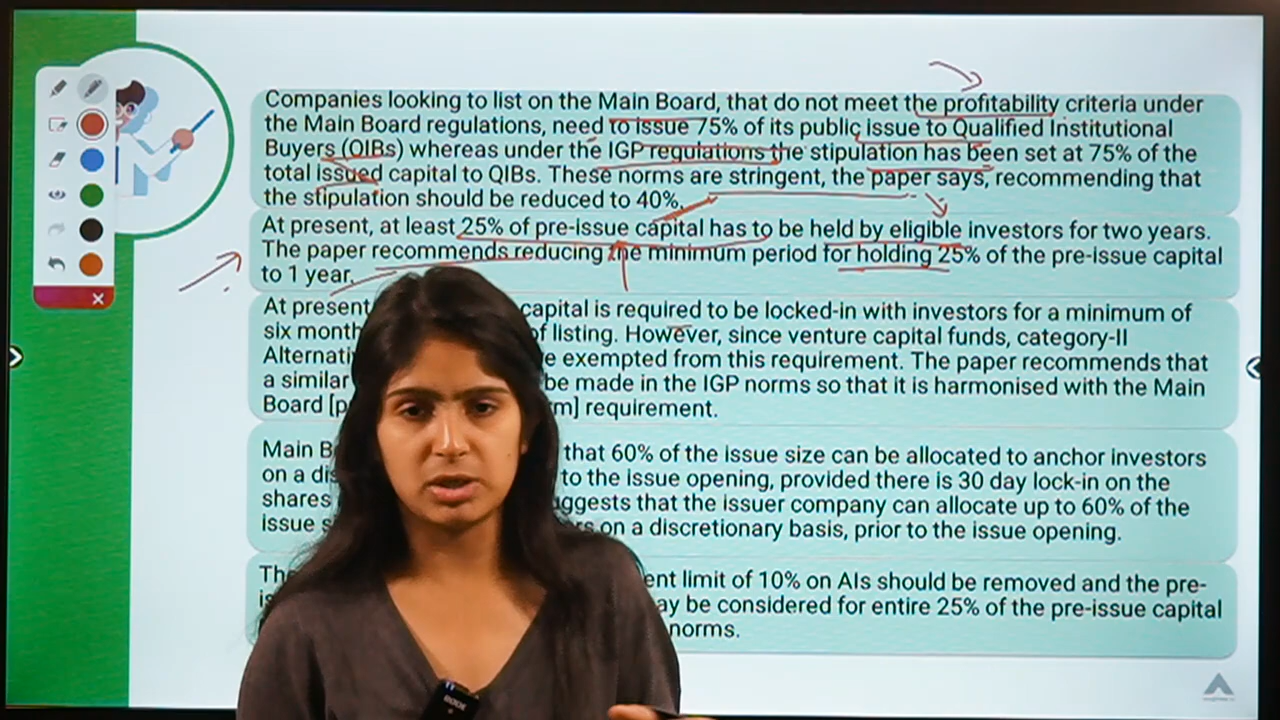 Companies looking to list on the Main Board, that do not meet the profitability criteria under
the Main Board regulations, need to issue 75% of its public issue to Qualified Institutional
Buyers (QIBs) whereas under the IGP regulations the stipulation has been set at 75% of the
total issued capital to QIBs. These norms are stringent, the paper says, recommending that
the stipulation should be reduced to 40%.
At present, at least 25% of pre-issue capital has to be held by eligible investors for two years.
The paper recommends reducing the minimum period for holding 25% of the pre-issue capital
to 1 year.
At present capital is required to be locked-in with investors for a minimum of
six month of listing. However, since venture capital funds, category-II
exempted from this requirement. The paper recommends that
a similar be made in the IGP norms so that it is harmonised with the Main
Board requirement.
Main that 60% of the issue size can be allocated to anchor investors
on a to the issue opening, provided there is 30 day lock-in on the
shares that the issuer company can allocate up to 60% of the
issue on a discretionary basis, prior to the issue opening.
limit of 10% on AIs should be removed and the pre-
be considered for entire 25% of the pre-issue capital
norms.
RODE